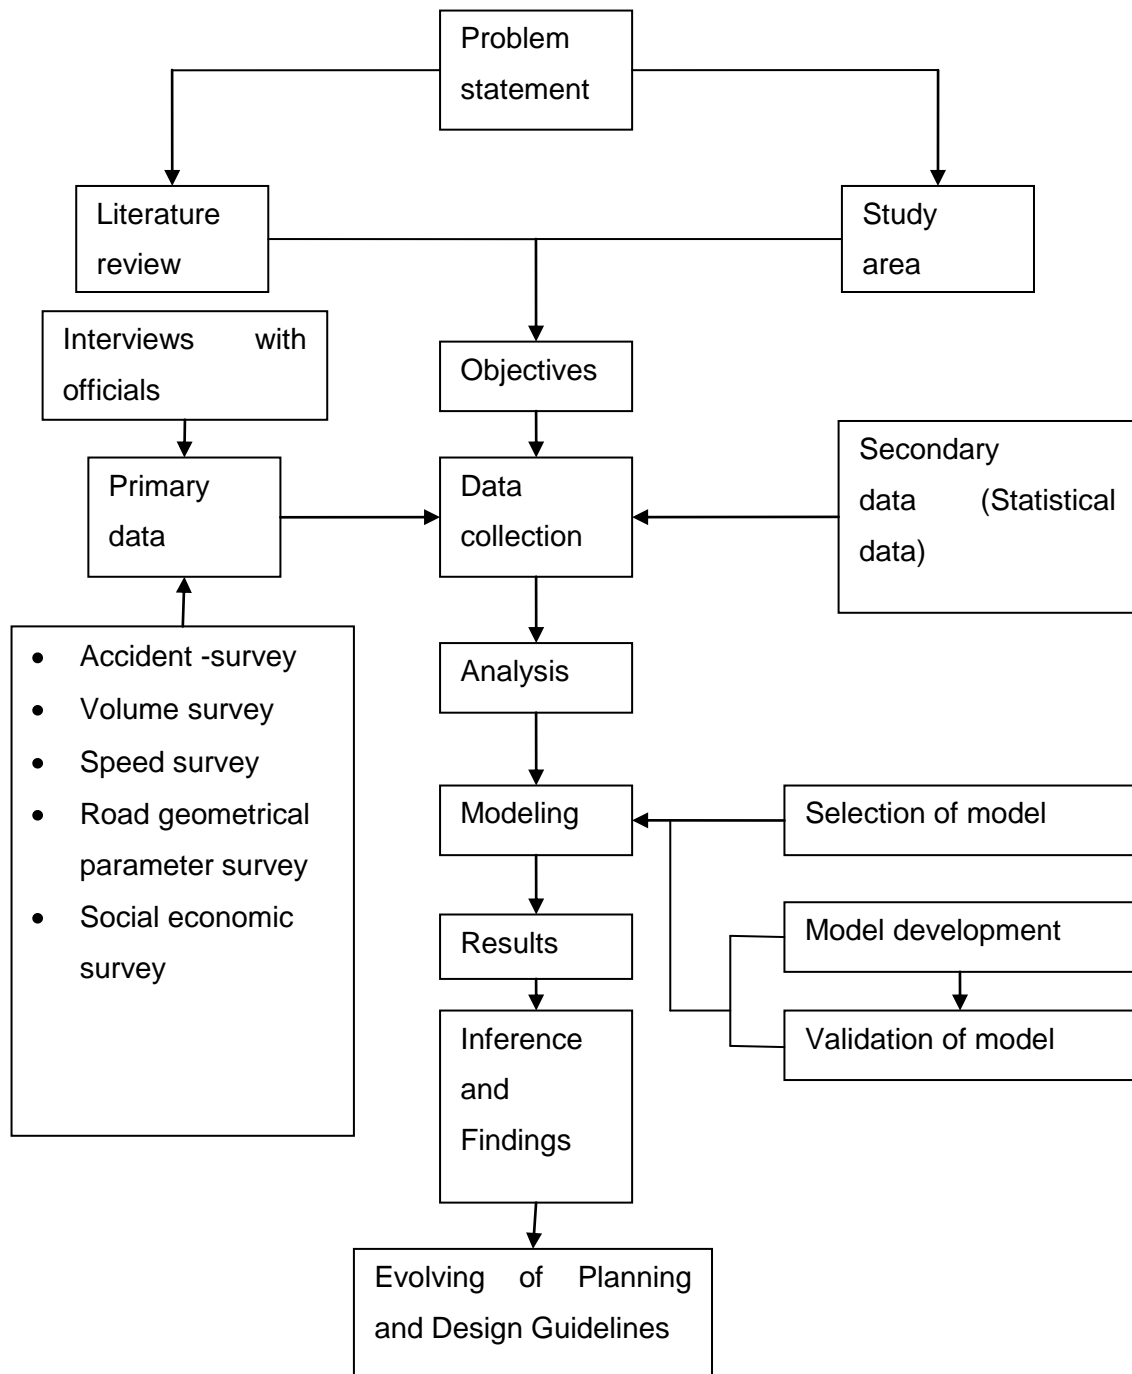 Problem
statement
Literature
review
Study
area
Interviews with
officials
Objectives
Primary
data
Data
collection
Secondary
data (Statistical
data)
• Accident -survey
• Volume survey
• Speed survey
• Road geometrical
parameter survey
• Social economic
survey
Analysis
Modeling
Selection of model
Results
Model development
Validation of model
Inference
and
Findings
Evolving of Planning
and Design Guidelines